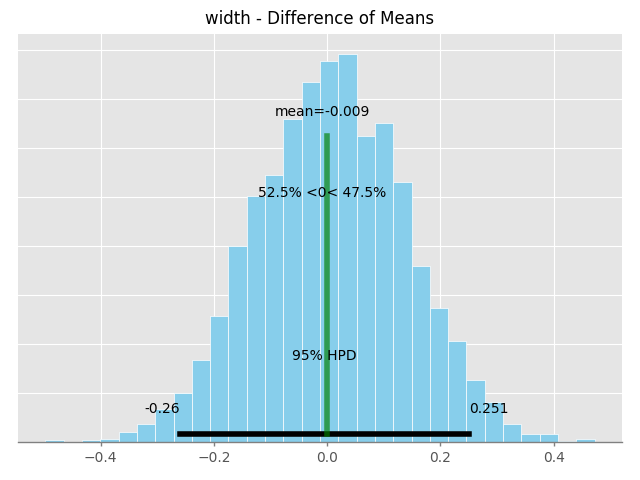 width - Difference of Means
mean=-0.009
52.5% <0< 47.5%
95% HPD
-0.26 0.251
−0.4 −0.2 0.0 0.2 0.4